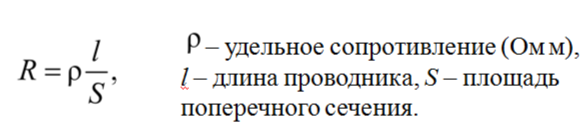 R = ρ l/S,
ρ – удельное сопротивление (Ом м),
l – длина проводника, S – площадь
поперечного сечения.